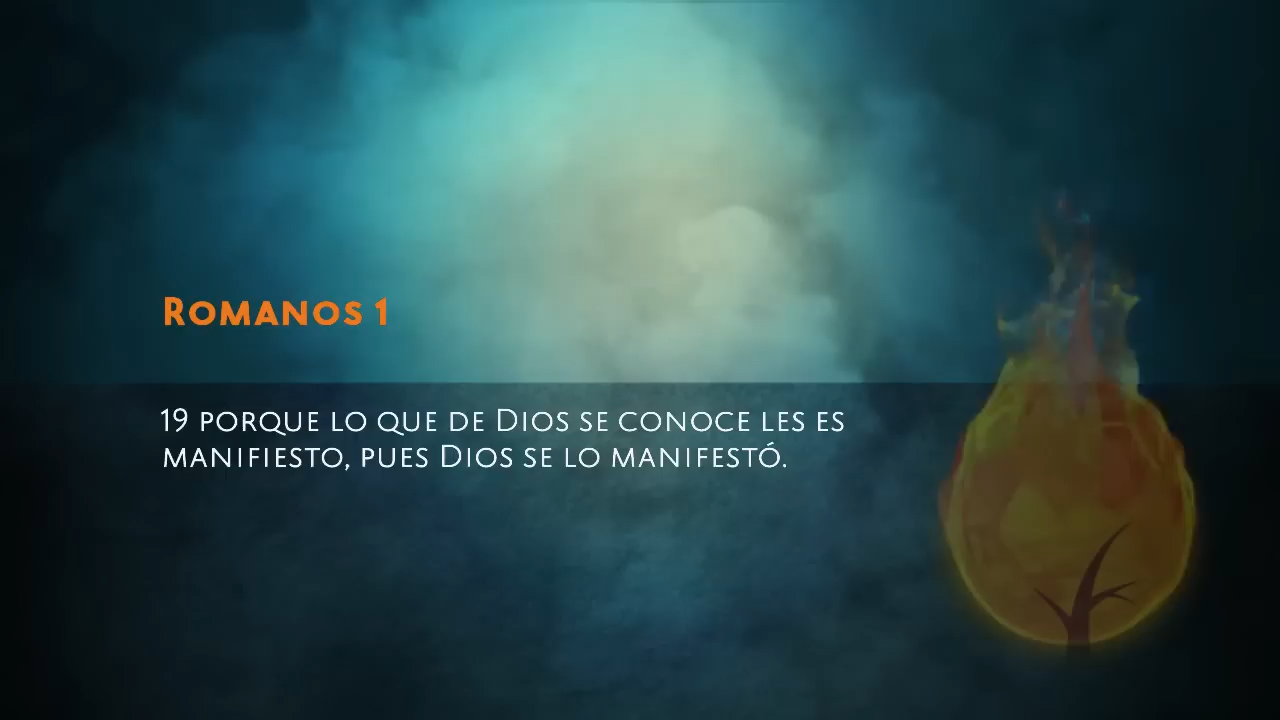 Romanos 1
19 porque lo que de Dios se conoce les es
manifiesto, pues Dios se lo manifestó.